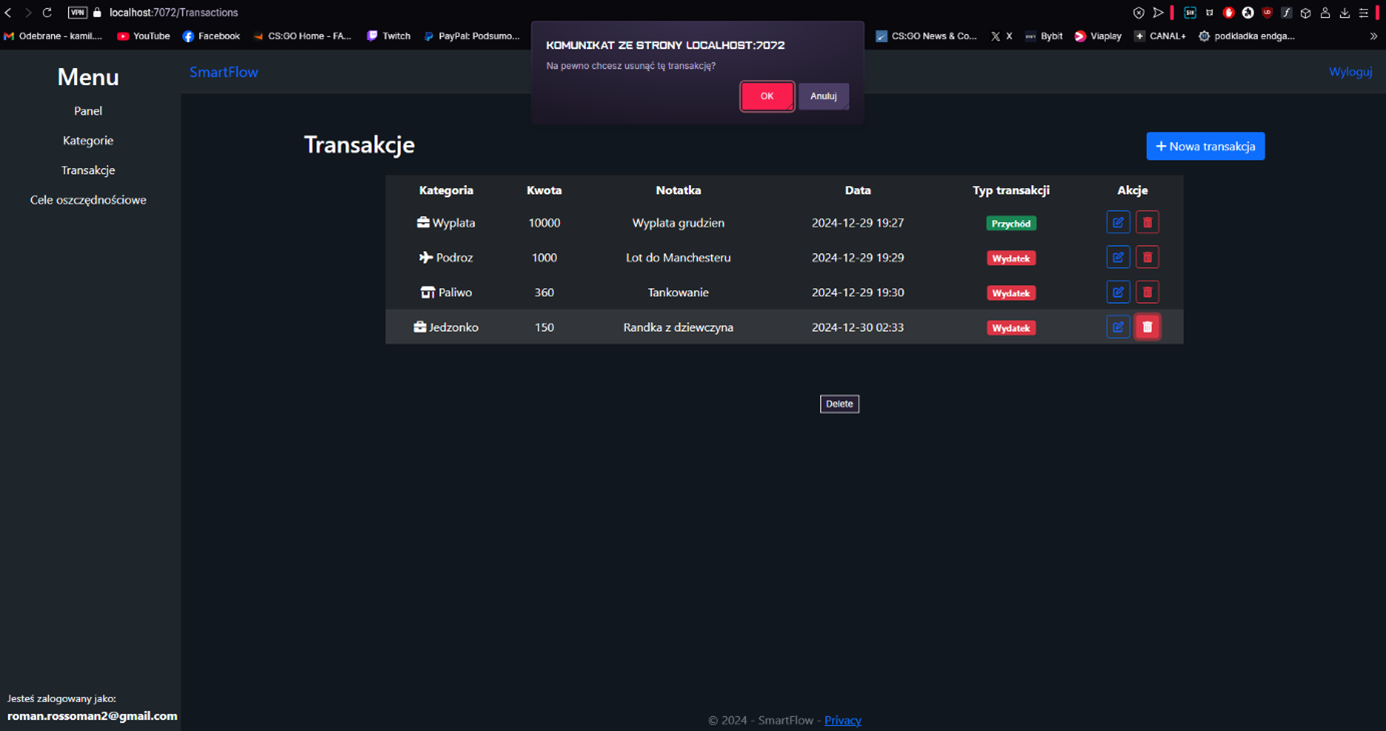 VPN localhost:7072/Transactions
Odebrane - kamil.... YouTube Facebook CS:GO Home - FA... Twitch PayPal: Podsumo... CS:GO News & Co... X Bybit Viaplay CANAL+ podkladka endga...
KOMUNIKAT ZE STRONY LOCALHOST:7072
Na pewno chcesz usunąć tę transakcję?
OK Anuluj
Menu
Panel
Kategorie
Transakcje
Cele oszczędnościowe
SmartFlow Wyloguj
Transakcje + Nowa transakcja
Kategoria Kwota Notatka Data Typ transakcji Akcje
Wyplata 10000 Wyplata grudzien 2024-12-29 19:27 Przychód
Podroz 1000 Lot do Manchesteru 2024-12-29 19:29 Wydatek
Paliwo 360 Tankowanie 2024-12-29 19:30 Wydatek
Jedzonko 150 Randka z dziewczyna 2024-12-30 02:33 Wydatek
Delete
Jesteś zalogowany jako:
roman.rossoman2@gmail.com
© 2024 - SmartFlow - Privacy